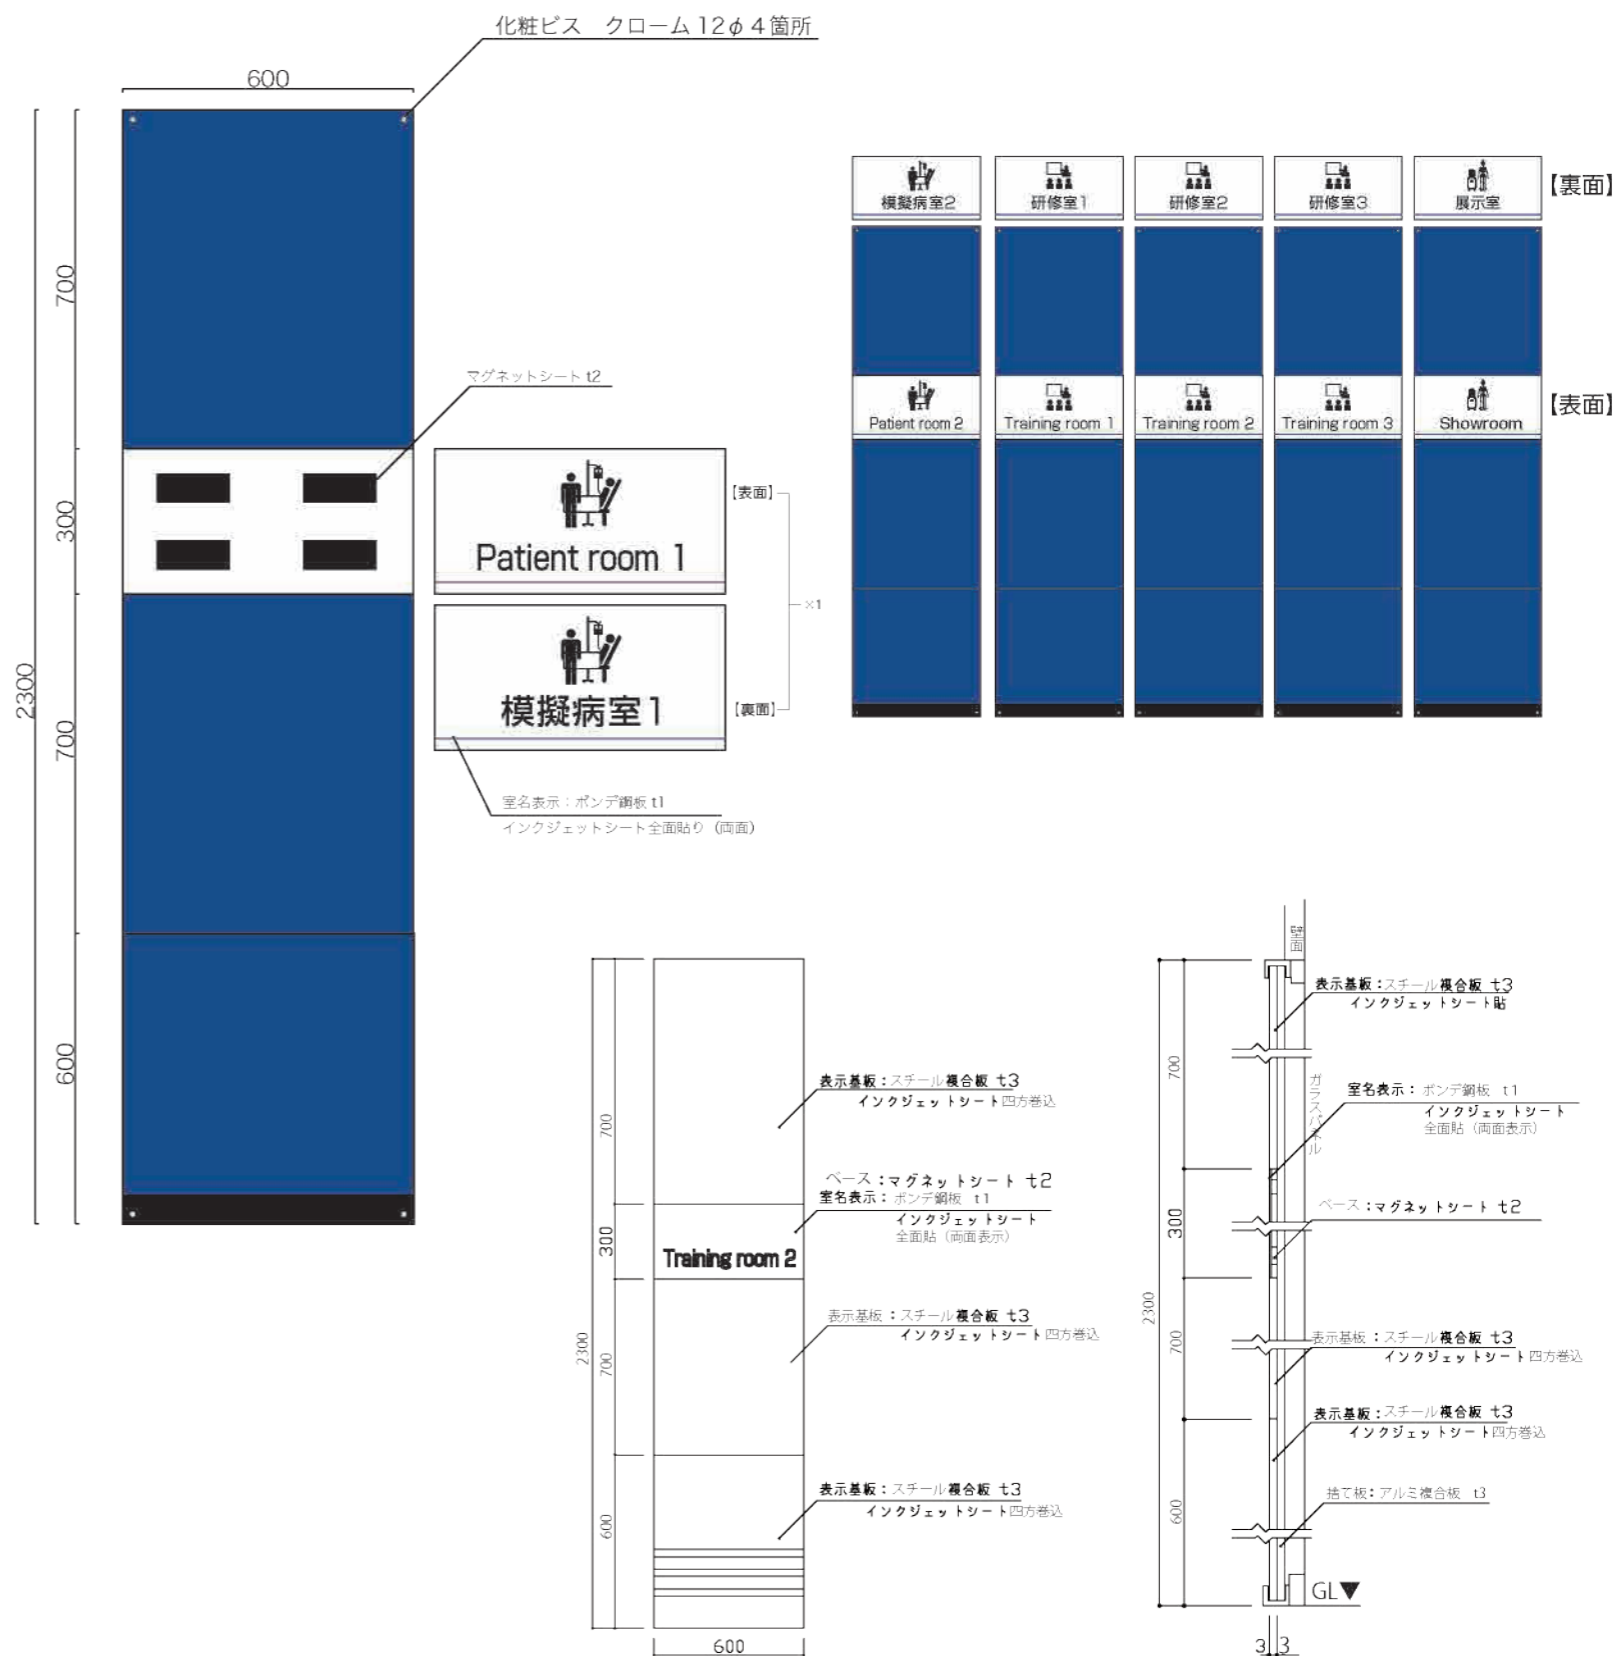 化粧ビス クローム12φ4箇所
600
2300
700
300
700
600
マグネットシート t2
Patient room 1
【表面】
※1
模擬病室1
【裏面】
室名表示：ボンデ鋼板 t1
インクジェットシート全面貼り（両面）
模擬病室2
研修室1
研修室2
研修室3
展示室
【裏面】
Patient room 2
Training room 1
Training room 2
Training room 3
Showroom
【表面】
2300
700
300
700
600
600
表示基板：スチール複合板 t3
インクジェットシート四方巻込
ベース：マグネットシート t2
室名表示：ボンデ鋼板 t1
インクジェットシート
全面貼（両面表示）
Training room 2
表示基板：スチール複合板 t3
インクジェットシート四方巻込
表示基板：スチール複合板 t3
インクジェットシート四方巻込
壁面
ガラスパネル
2300
700
300
700
600
表示基板：スチール複合板 t3
インクジェットシート貼
室名表示：ボンデ鋼板 t1
インクジェットシート
全面貼（両面表示）
ベース：マグネットシート t2
表示基板：スチール複合板 t3
インクジェットシート四方巻込
表示基板：スチール複合板 t3
インクジェットシート四方巻込
捨て板：アルミ複合板 t3
GL▼
3 3